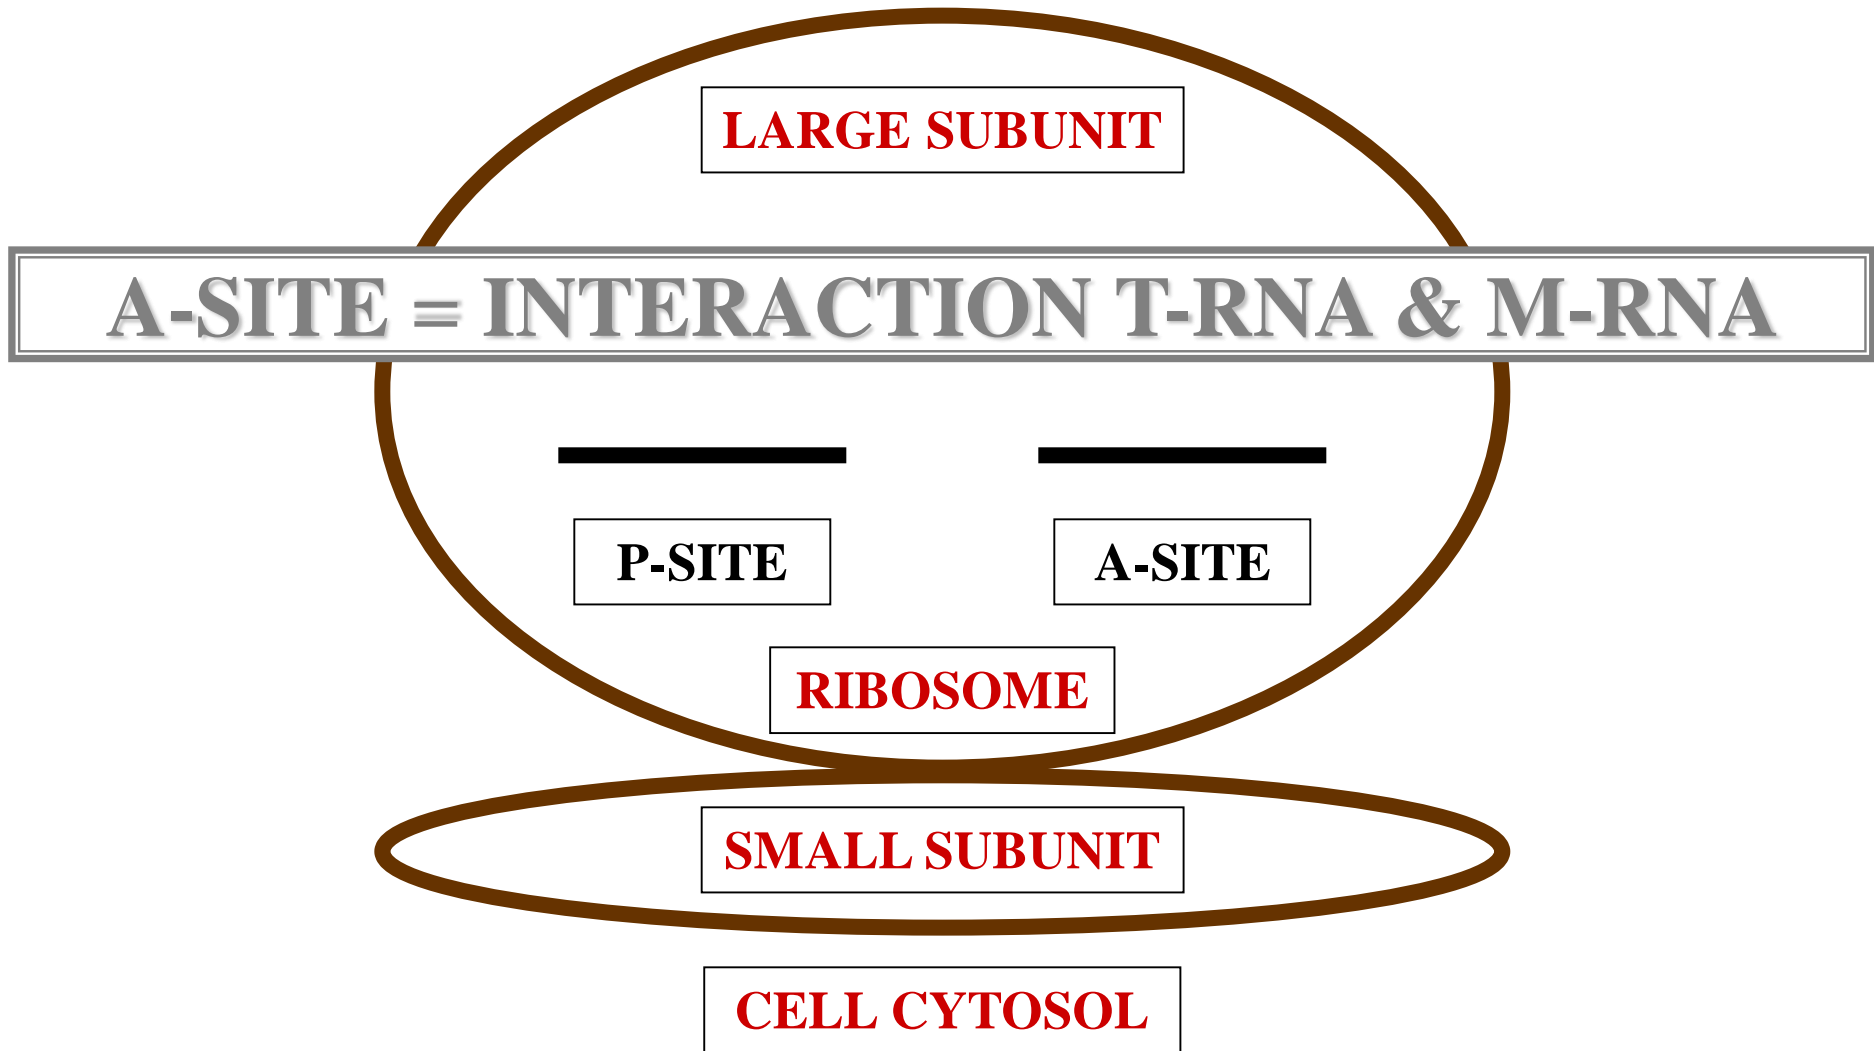 LARGE SUBUNIT
A-SITE = INTERACTION T-RNA & M-RNA
P-SITE
A-SITE
RIBOSOME
SMALL SUBUNIT
CELL CYTOSOL